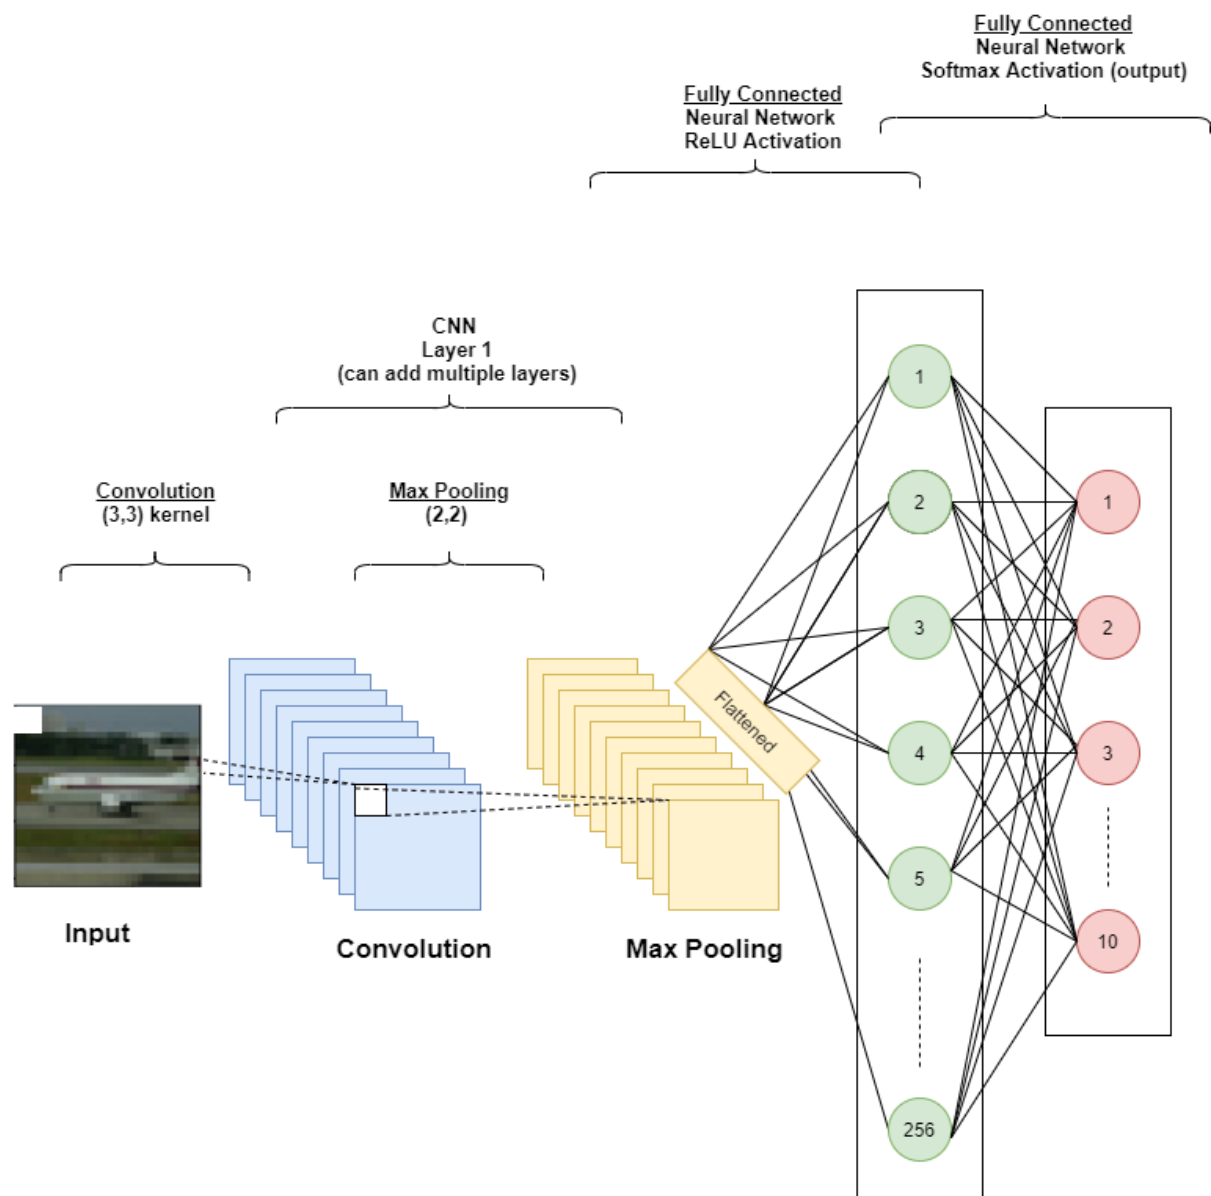 Fully Connected
Neural Network
Softmax Activation (output)
Fully Connected
Neural Network
ReLU Activation
CNN
Layer 1
(can add multiple layers)
Convolution
(3,3) kernel
Max Pooling
(2,2)
Flattened
1
2
3
4
5
256
1
2
3
10
Input
Convolution
Max Pooling